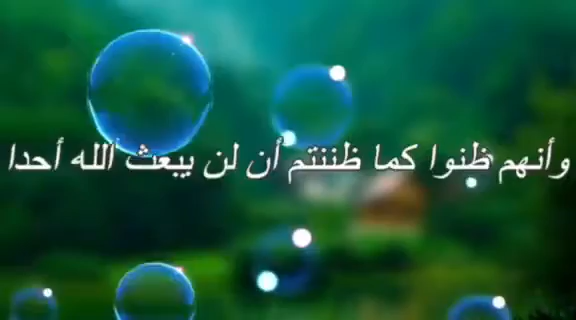 وأنهم ظنوا كما ظننتم أن لن يبعث الله أحدا